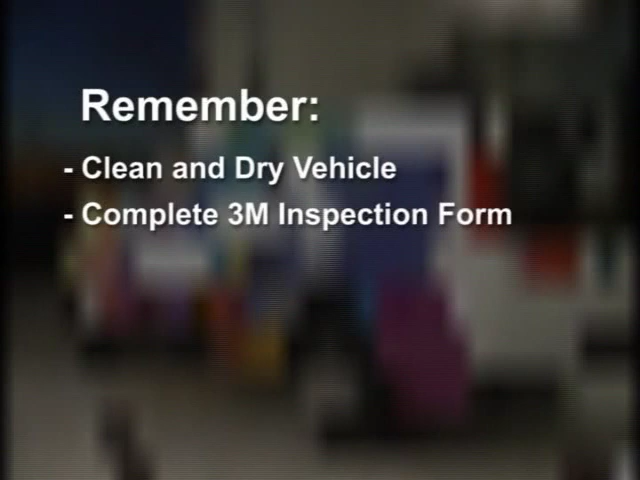 Remember:
- Clean and Dry Vehicle
- Complete 3M Inspection Form